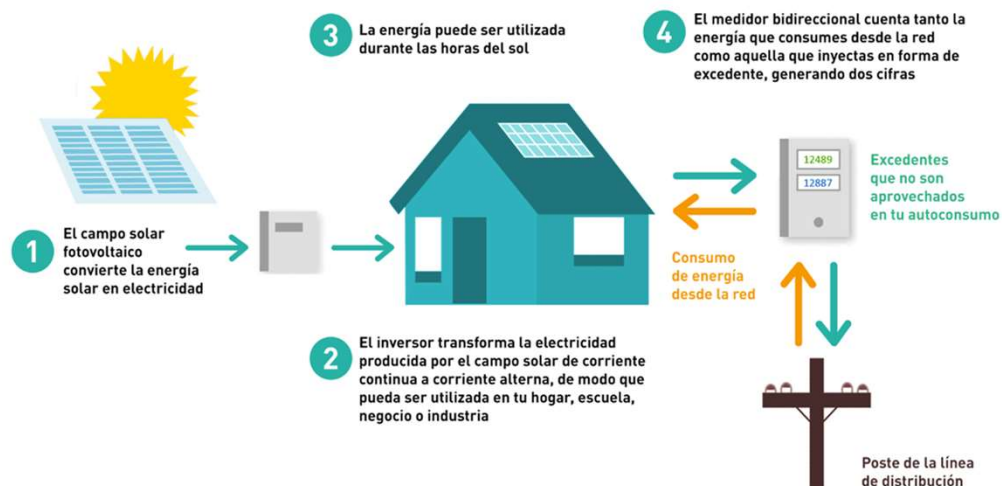 3
La energía puede ser utilizada
durante las horas del sol
4
El medidor bidireccional cuenta tanto la
energía que consumes desde la red
como aquella que inyectas en forma de
excedente, generando dos cifras
12489
12887
Excedentes
que no son
aprovechados
en tu autoconsumo
1
El campo solar
fotovoltaico
convierte la energía
solar en electricidad
Consumo
de energía
desde la red
2
El inversor transforma la electricidad
producida por el campo solar de corriente
continua a corriente alterna, de modo que
pueda ser utilizada en tu hogar, escuela,
negocio o industria
Poste de la línea
de distribución